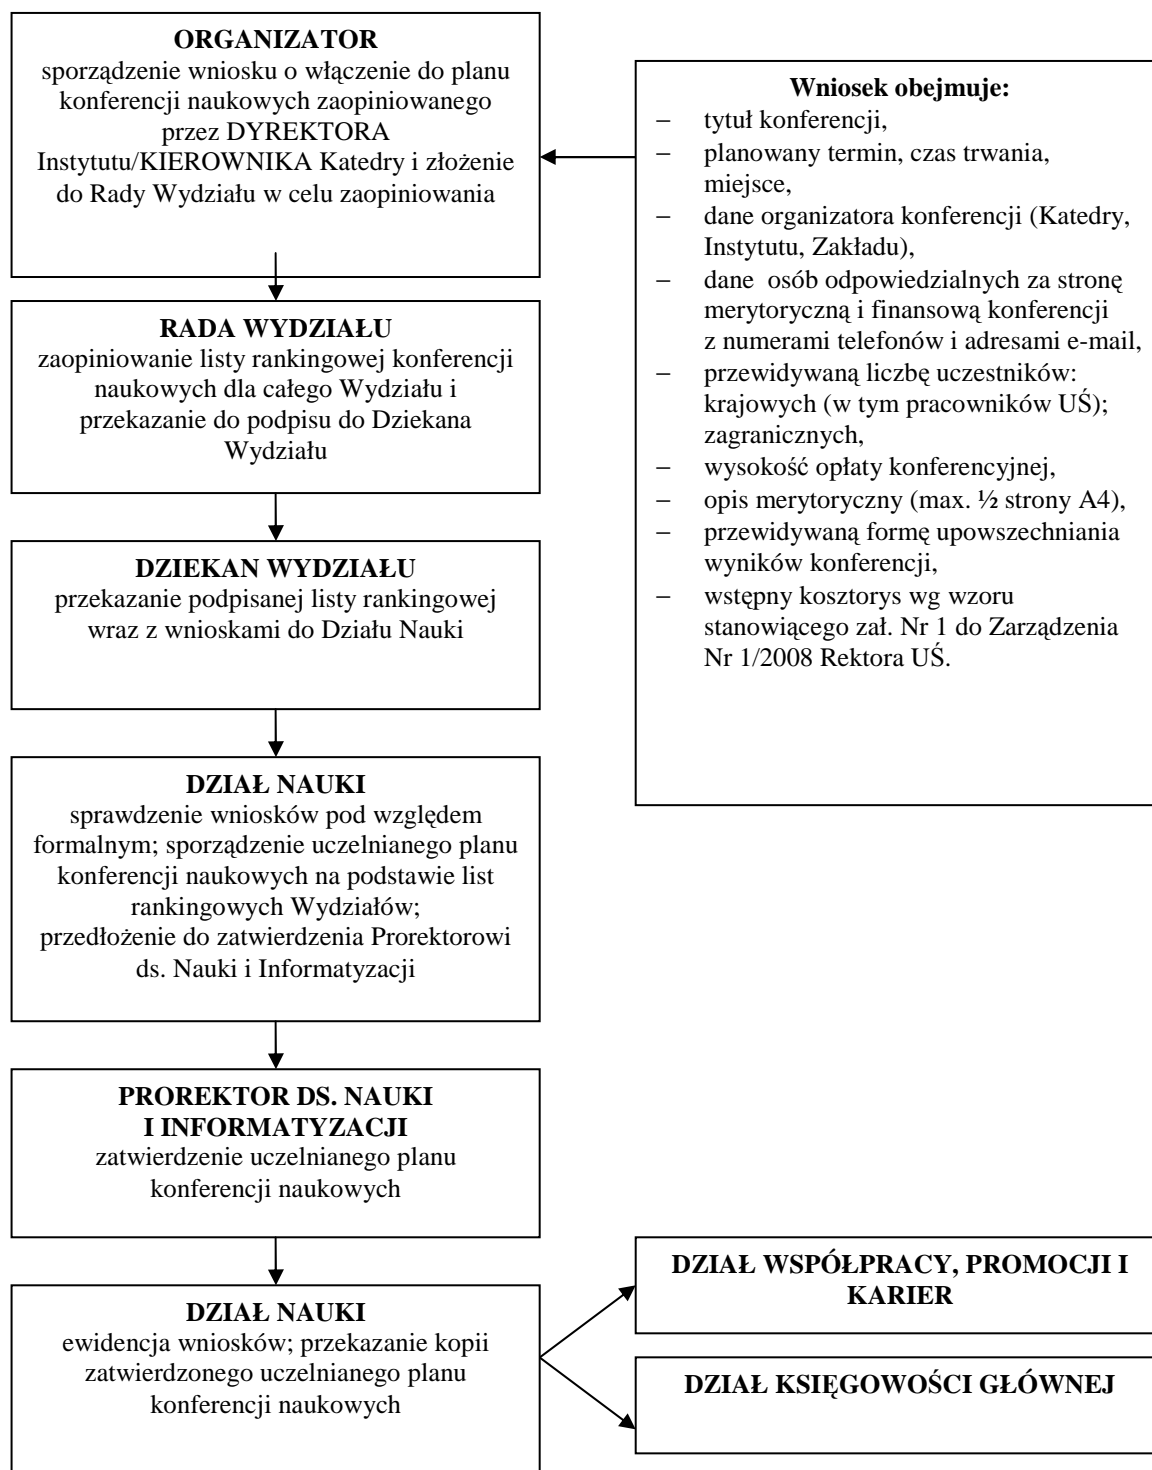 ORGANIZATOR
sporządzenie wniosku o włączenie do planu
konferencji naukowych zaopiniowanego
przez DYREKTORA
Instytutu/KIEROWNIKA Katedry i złożenie
do Rady Wydziału w celu zaopiniowania
Wniosek obejmuje:
– tytuł konferencji,
– planowany termin, czas trwania,
miejsce,
– dane organizatora konferencji (Katedry,
Instytutu, Zakładu),
– dane osób odpowiedzialnych za stronę
merytoryczną i finansową konferencji
z numerami telefonów i adresami e-mail,
– przewidywaną liczbę uczestników:
krajowych (w tym pracowników UŚ);
zagranicznych,
– wysokość opłaty konferencyjnej,
– opis merytoryczny (max. ½ strony A4),
– przewidywaną formę upowszechniania
wyników konferencji,
– wstępny kosztorys wg wzoru
stanowiącego zał. Nr 1 do Zarządzenia
Nr 1/2008 Rektora UŚ.
RADA WYDZIAŁU
zaopiniowanie listy rankingowej konferencji
naukowych dla całego Wydziału i
przekazanie do podpisu do Dziekana
Wydziału
DZIEKAN WYDZIAŁU
przekazanie podpisanej listy rankingowej
wraz z wnioskami do Działu Nauki
DZIAŁ NAUKI
sprawdzenie wniosków pod względem
formalnym; sporządzenie uczelnianego planu
konferencji naukowych na podstawie list
rankingowych Wydziałów;
przedłożenie do zatwierdzenia Prorektorowi
ds. Nauki i Informatyzacji
PROREKTOR DS. NAUKI
I INFORMATYZACJI
zatwierdzenie uczelnianego planu
konferencji naukowych
DZIAŁ NAUKI
ewidencja wniosków; przekazanie kopii
zatwierdzonego uczelnianego planu
konferencji naukowych
DZIAŁ WSPÓŁPRACY, PROMOCJI I
KARIER
DZIAŁ KSIĘGOWOŚCI GŁÓWNEJ